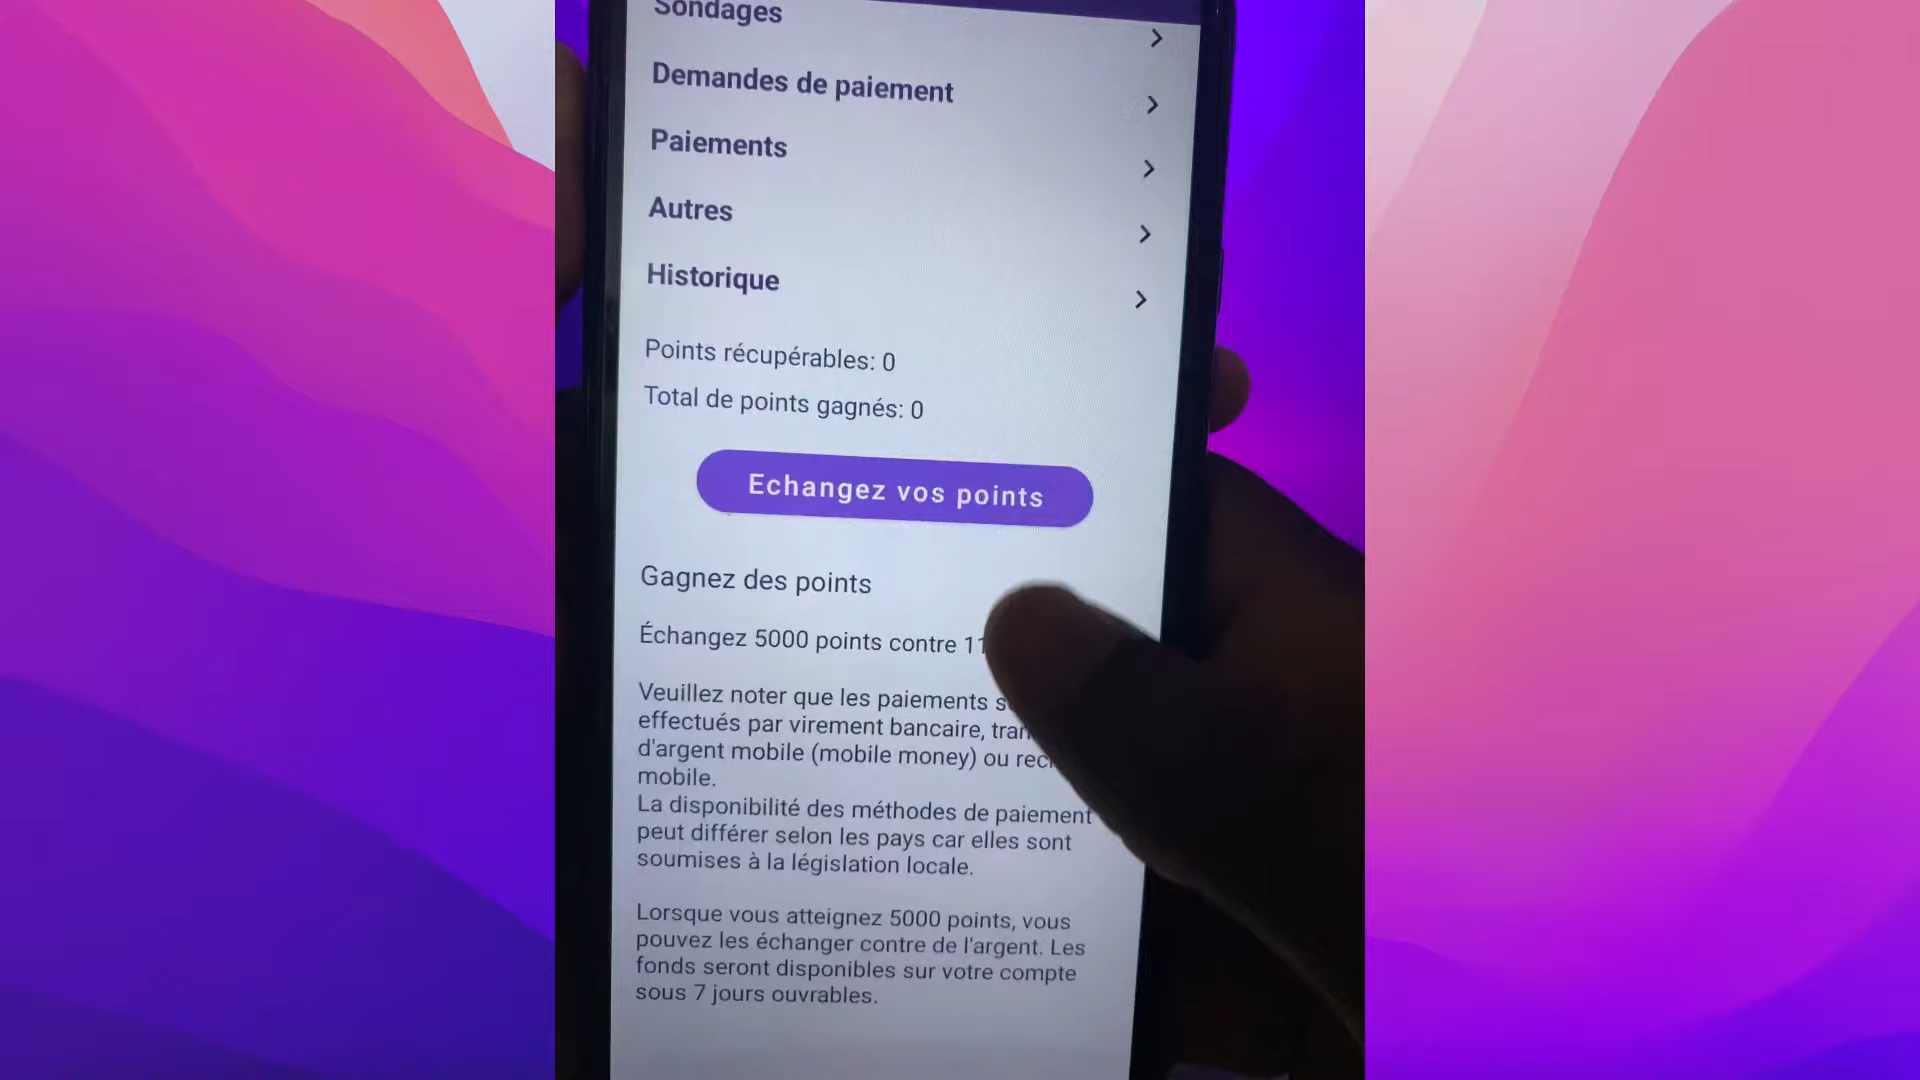 Sondages
Demandes de paiement
Paiements
Autres
Historique
Points récupérables: 0
Total de points gagnés: 0
Echangez vos points
Gagnez des points
Échangez 5000 points contre
Veuillez noter que les paiements
effectués par virement bancaire,
d'argent mobile (mobile money) ou
mobile.
La disponibilité des méthodes de paiement
peut différer selon les pays car elles sont
soumises à la législation locale.
Lorsque vous atteignez 5000 points, vous
pouvez les échanger contre de l'argent. Les
fonds seront disponibles sur votre compte
sous 7 jours ouvrables.